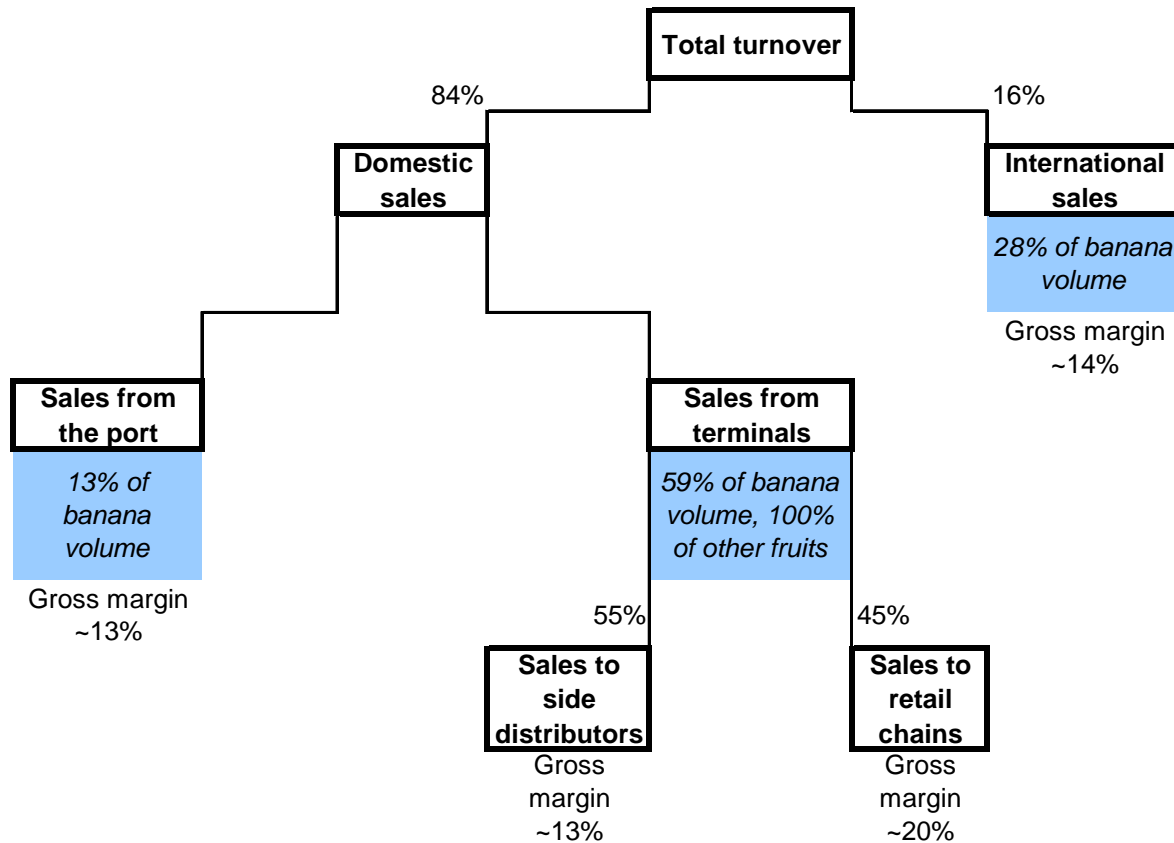 Total turnover
84%
16%
Domestic
sales
International
sales
28% of banana
volume
Gross margin
~14%
Sales from
the port
13% of
banana
volume
Gross margin
~13%
Sales from
terminals
59% of banana
volume, 100%
of other fruits
55%
45%
Sales to
side
distributors
Gross
margin
~13%
Sales to
retail
chains
Gross
margin
~20%